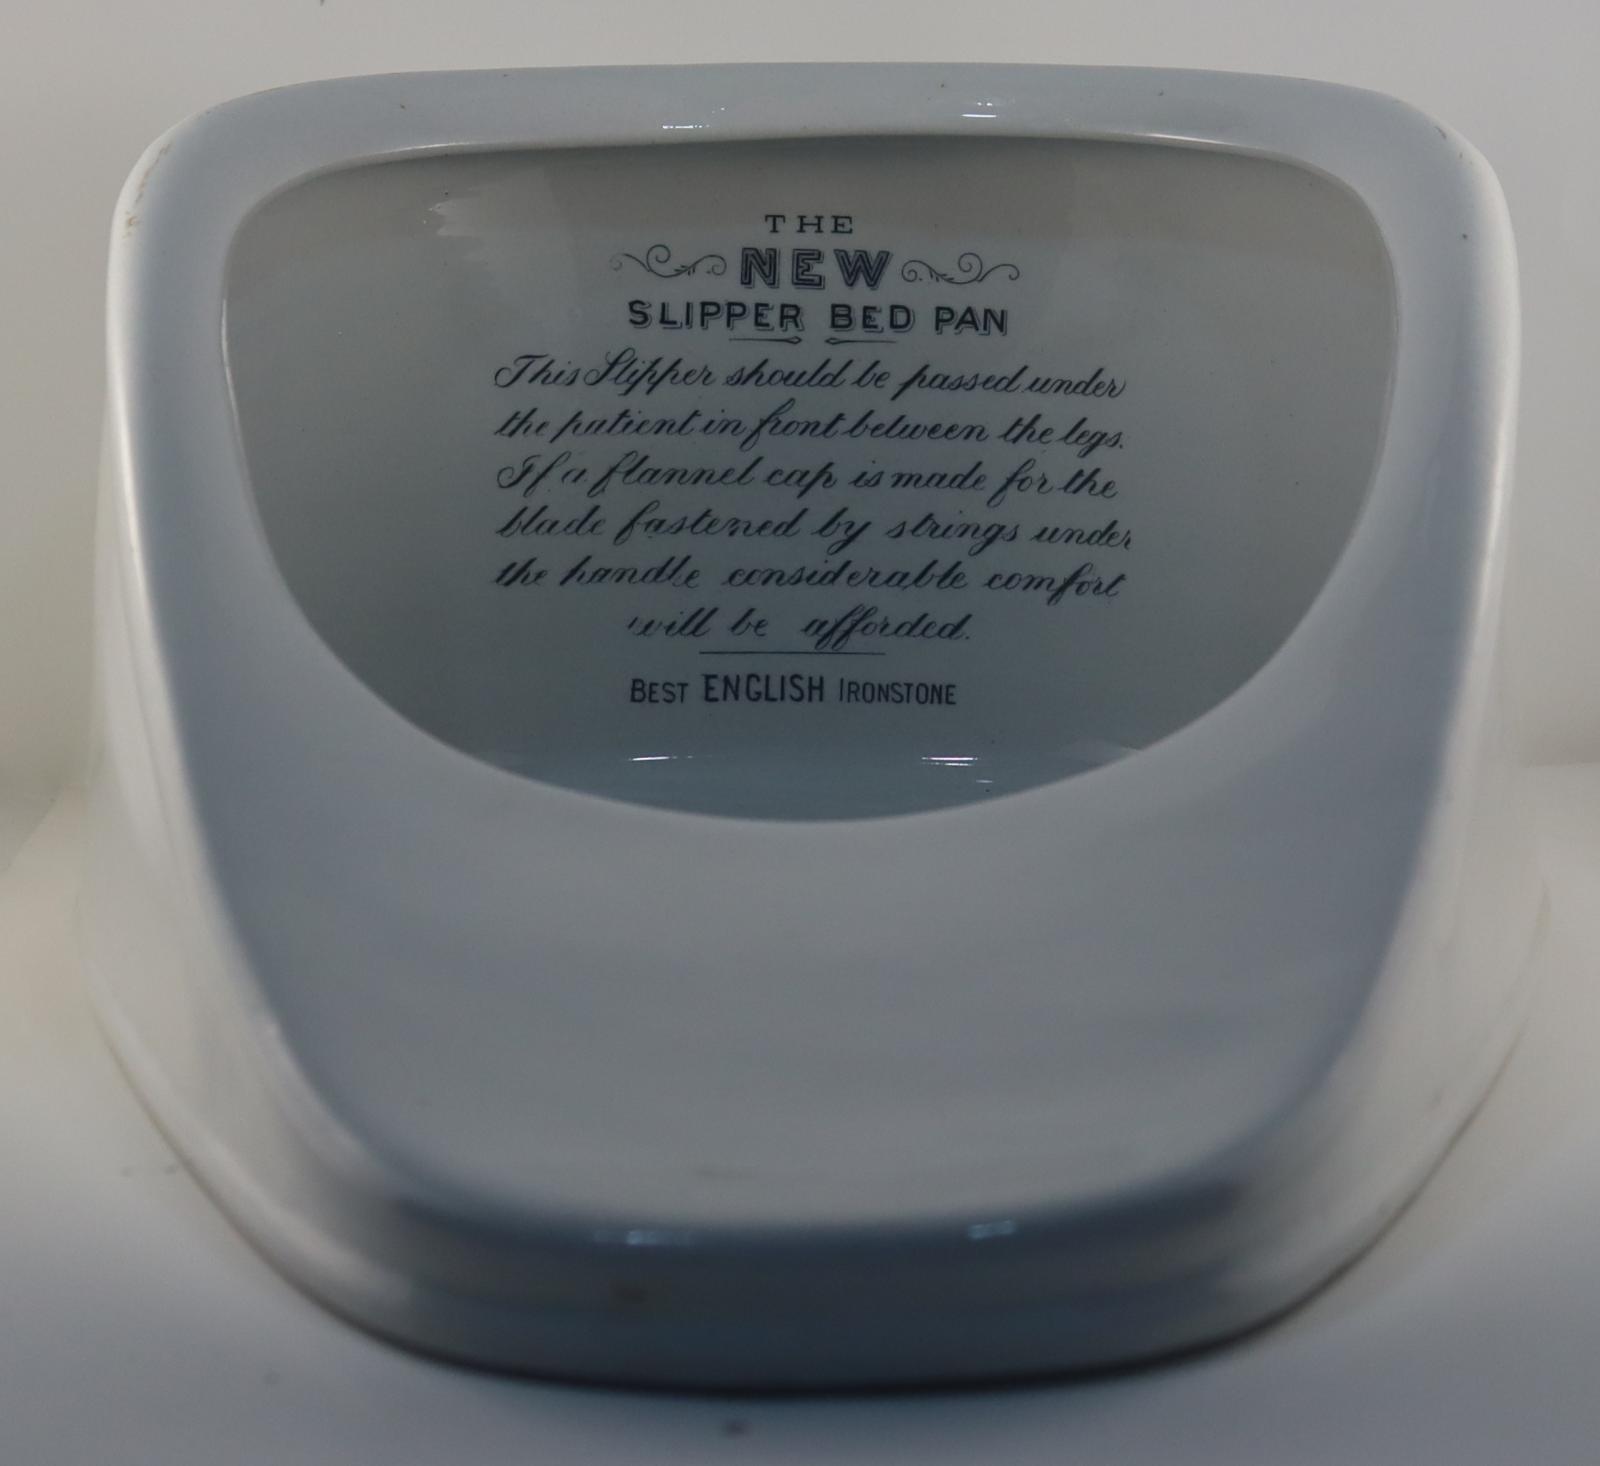 THE
NEW
SLIPPER BED PAN
This Slipper should be passed under
the patient in front between the legs.
If a flannel cap is made for the
blade fastened by strings under
the handle considerable comfort
will be afforded.
BEST ENGLISH IRONSTONE